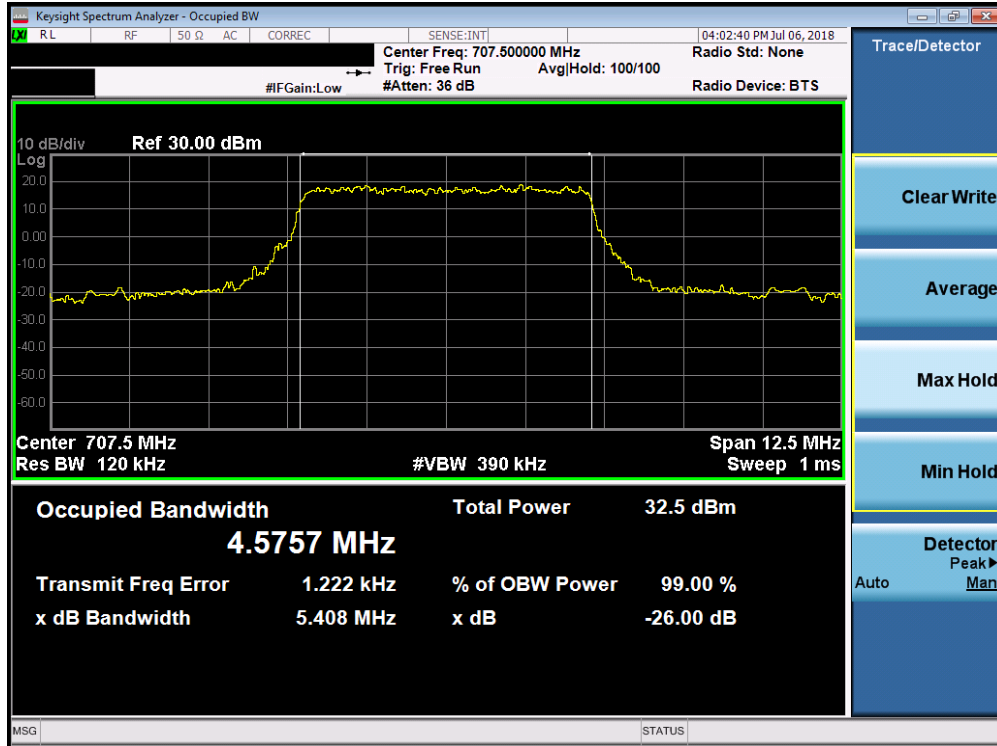 Keysight Spectrum Analyzer - Occupied BW
LXI RL RF 50 Ω AC CORREC SENSE:INT 04:02:40 PM Jul 06, 2018
Center Freq: 707.500000 MHz Radio Std: None
Trig: Free Run Avg|Hold: 100/100
#IFGain:Low #Atten: 36 dB Radio Device: BTS
Trace/Detector
10 dB/div Ref 30.00 dBm
Log
20.0
10.0
0.00
-10.0
-20.0
-30.0
-40.0
-50.0
-60.0
Center 707.5 MHz Span 12.5 MHz
Res BW 120 kHz #VBW 390 kHz Sweep 1 ms
Occupied Bandwidth Total Power 32.5 dBm
4.5757 MHz
Transmit Freq Error 1.222 kHz % of OBW Power 99.00 %
x dB Bandwidth 5.408 MHz x dB -26.00 dB
Clear Write
Average
Max Hold
Min Hold
Detector
Peak▶
Auto Man
MSG STATUS